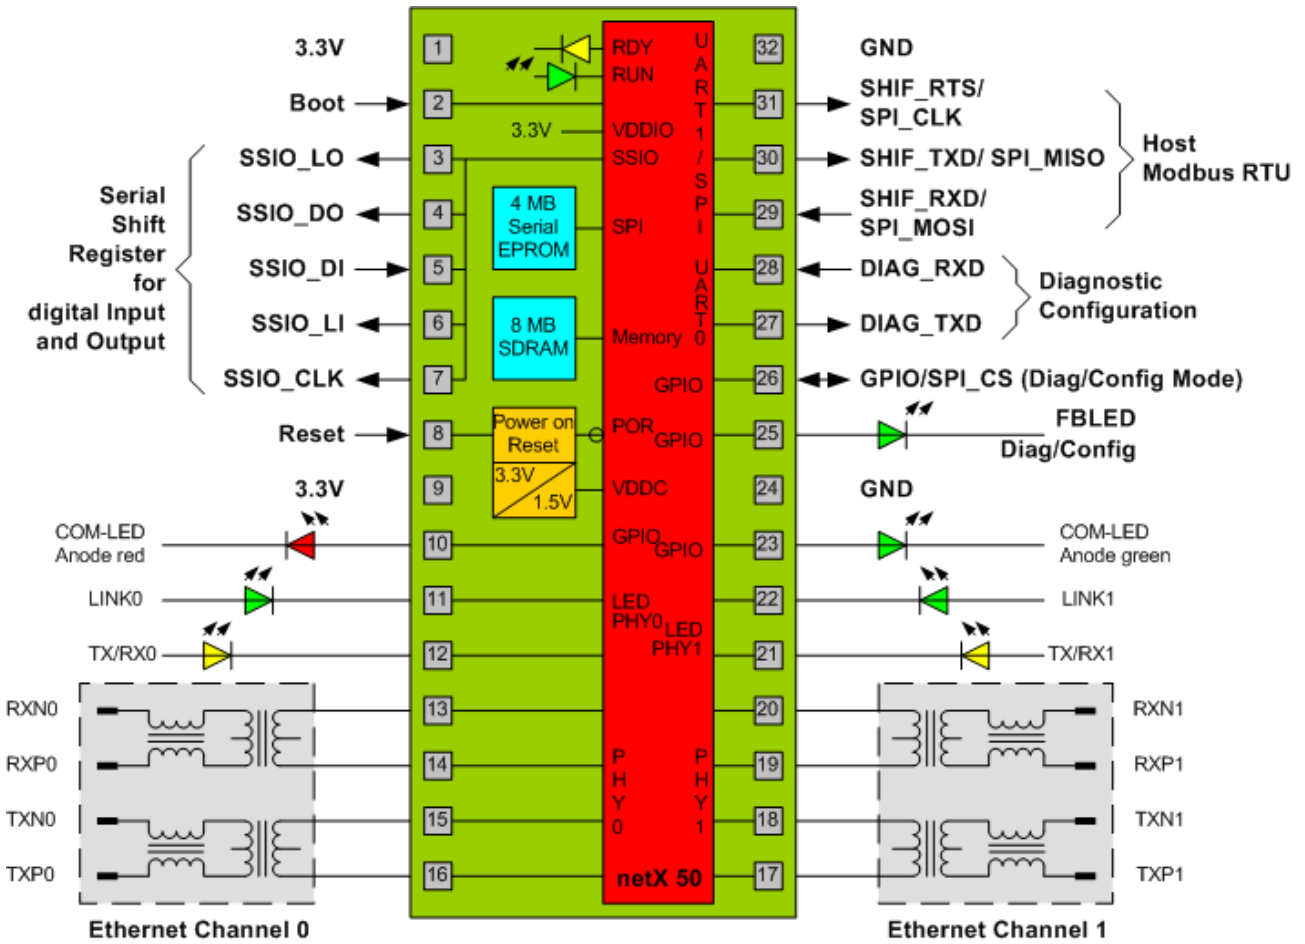 3.3V
Boot
SSIO_LO
SSIO_DO
SSIO_DI
SSIO_LI
SSIO_CLK
Reset
3.3V
Serial
Shift
Register
for
digital Input
and Output
COM-LED
Anode red
LINK0
TX/RX0
RXN0
RXP0
TXN0
TXP0
Ethernet Channel 0
1
2
3
4
5
6
7
8
9
10
11
12
13
14
15
16
RDY
RUN
3.3V
VDDIO
SSIO
4 MB
Serial
EPROM
SPI
8 MB
SDRAM
Memory
GPIO
Power on
Reset
POR
GPIO
3.3V
1.5V
VDDC
GPIO
GPIO
LED
PHY0
LED
PHY1
UART1/SPI
UART0
PHY0
PHY1
netX 50
32
31
30
29
28
27
26
25
24
23
22
21
20
19
18
17
GND
SHIF_RTS/
SPI_CLK
SHIF_TXD/ SPI_MISO
SHIF_RXD/
SPI_MOSI
Host
Modbus RTU
DIAG_RXD
DIAG_TXD
Diagnostic
Configuration
GPIO/SPI_CS (Diag/Config Mode)
FBLED
Diag/Config
GND
COM-LED
Anode green
LINK1
TX/RX1
RXN1
RXP1
TXN1
TXP1
Ethernet Channel 1